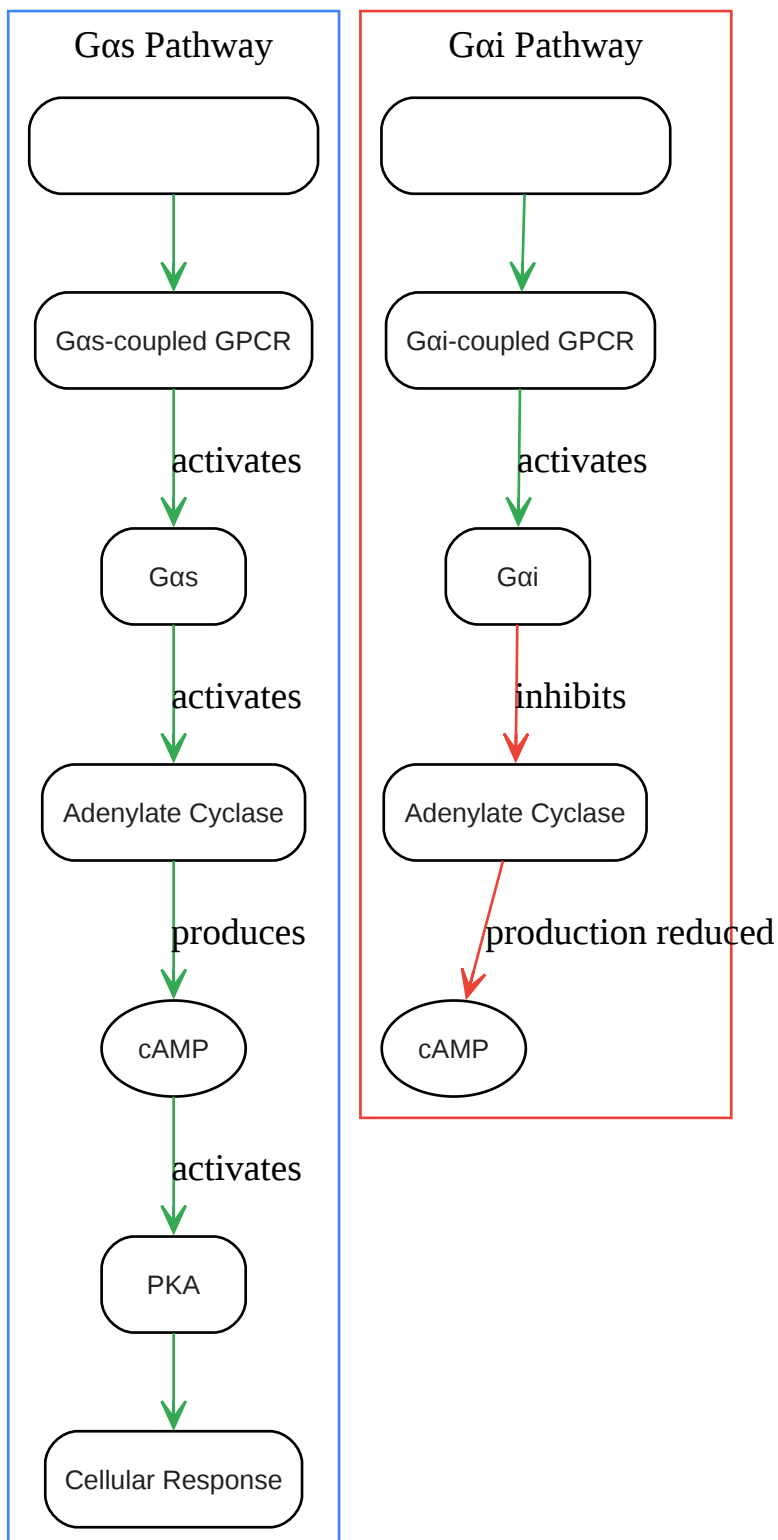 Gαs Pathway
Gαs-coupled GPCR
activates
Gαs
activates
Adenylate Cyclase
produces
cAMP
activates
PKA
Cellular Response
Gαi Pathway
Gαi-coupled GPCR
activates
Gαi
inhibits
Adenylate Cyclase
production reduced
cAMP